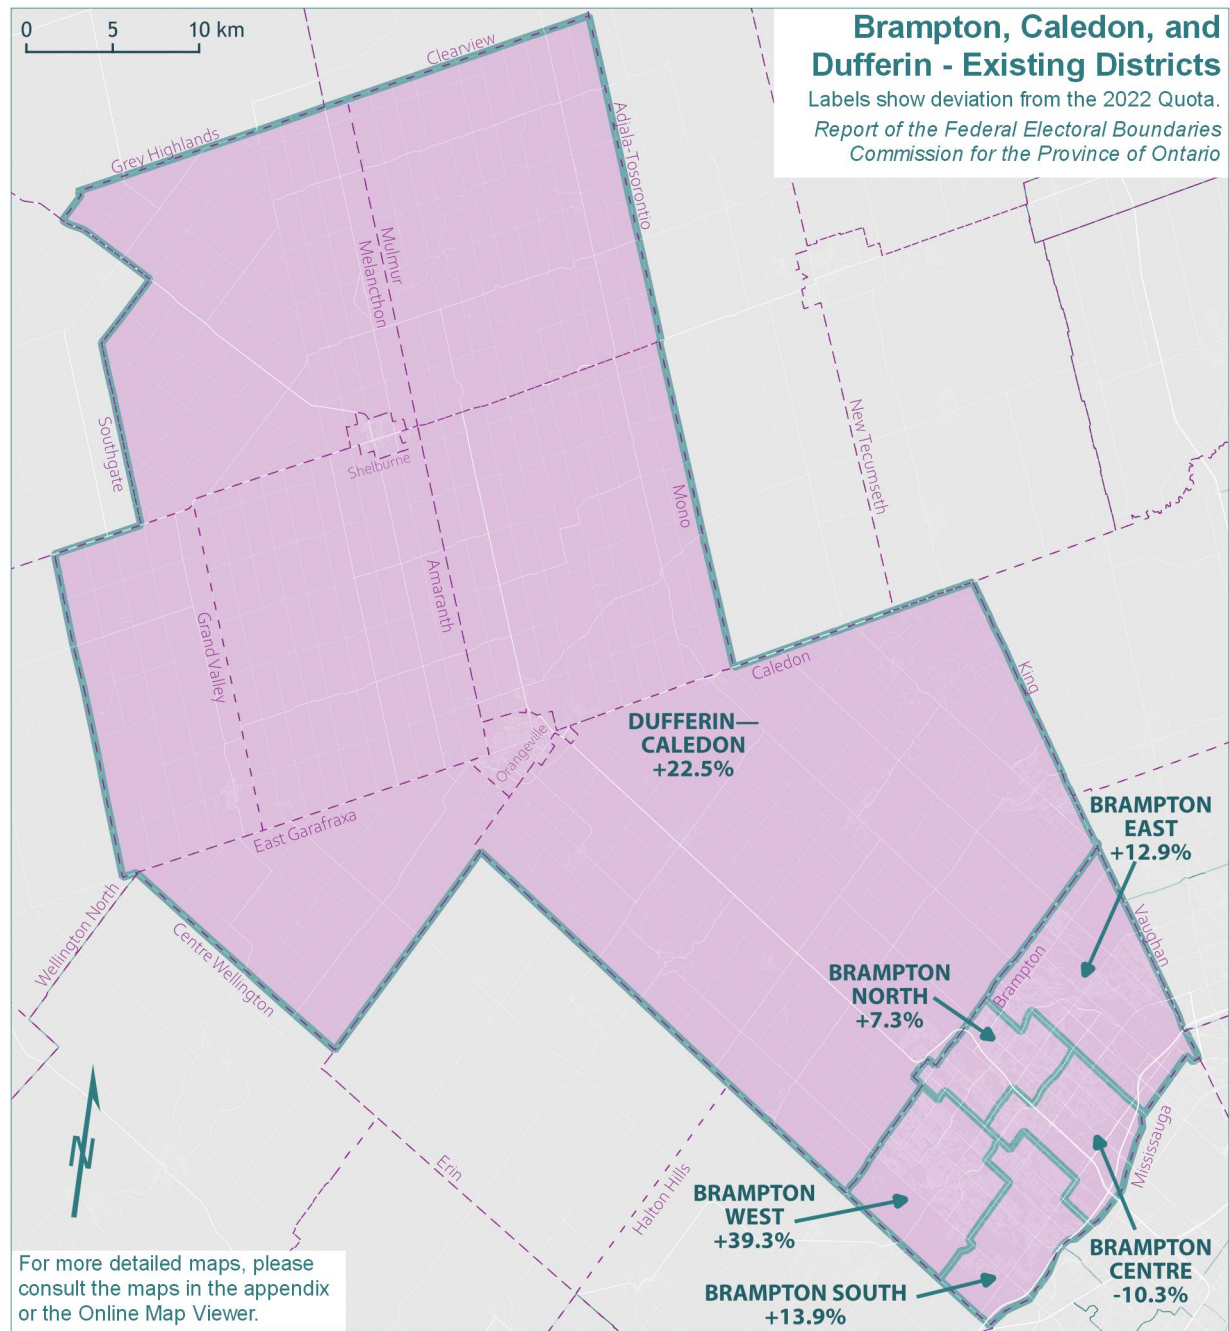 0 5 10 km
Brampton, Caledon, and
Dufferin - Existing Districts
Labels show deviation from the 2022 Quota.
Report of the Federal Electoral Boundaries
Commission for the Province of Ontario
Clearview
Grey Highlands
Adjala-Tosorontio
Mulmur
Melancthon
Southgate
Shelburne
New Tecumseth
Mono
Amaranth
Grand Valley
Caledon
King
Orangeville
DUFFERIN—
CALEDON
+22.5%
East Garafraxa
BRAMPTON
EAST
+12.9%
Wellington North
Centre Wellington
Vaughan
Brampton
BRAMPTON
NORTH
+7.3%
N
Mississauga
Erin
Halton Hills
BRAMPTON
WEST
+39.3%
BRAMPTON
CENTRE
-10.3%
BRAMPTON SOUTH
+13.9%
For more detailed maps, please
consult the maps in the appendix
or the Online Map Viewer.